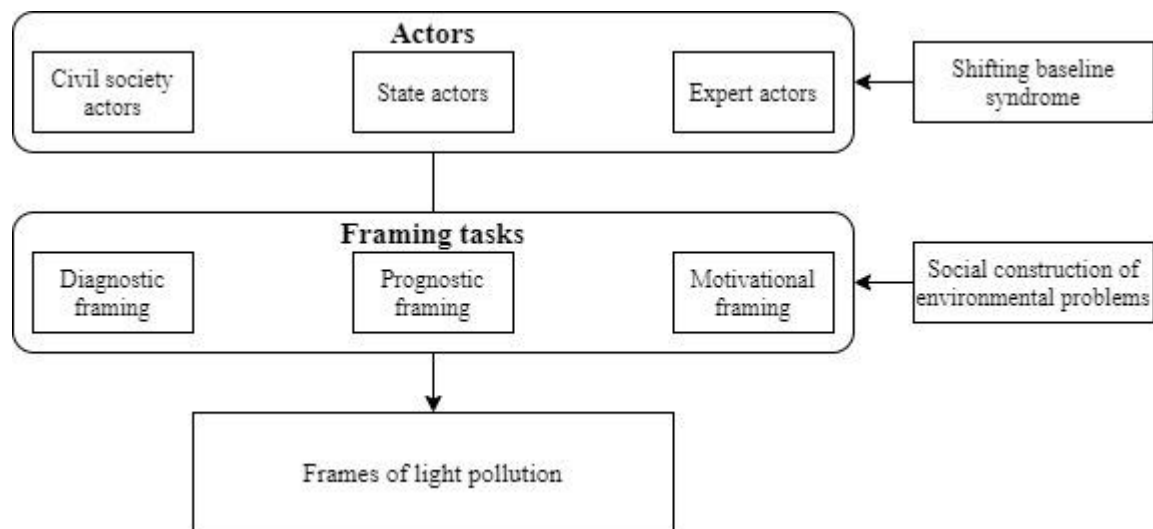 Actors
Civil society
actors
State actors
Expert actors
Shifting baseline
syndrome
Framing tasks
Diagnostic
framing
Prognostic
framing
Motivational
framing
Social construction of
environmental problems
Frames of light pollution